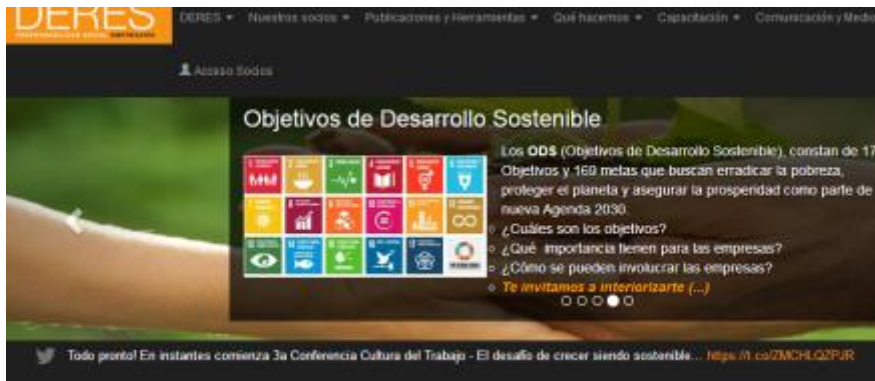 DERES
DERES Nuestros socios Publicaciones y Herramientas Qué hacemos Capacitación Comunicación y Medio
Acceso Socios
Objetivos de Desarrollo Sostenible
Los ODS (Objetivos de Desarrollo Sostenible), constan de 17
Objetivos y 169 metas que buscan erradicar la pobreza,
proteger el planeta y asegurar la prosperidad como parte de
nueva Agenda 2030.
¿Cuáles son los objetivos?
¿Qué importancia tienen para las empresas?
¿Cómo se pueden involucrar las empresas?
Te invitamos a interiorizarte (...)
Todo pronto! En instantes comienza 3a Conferencia Cultura del Trabajo - El desafío de crecer siendo sostenible... https://t.co/ZMCHLQZPJR